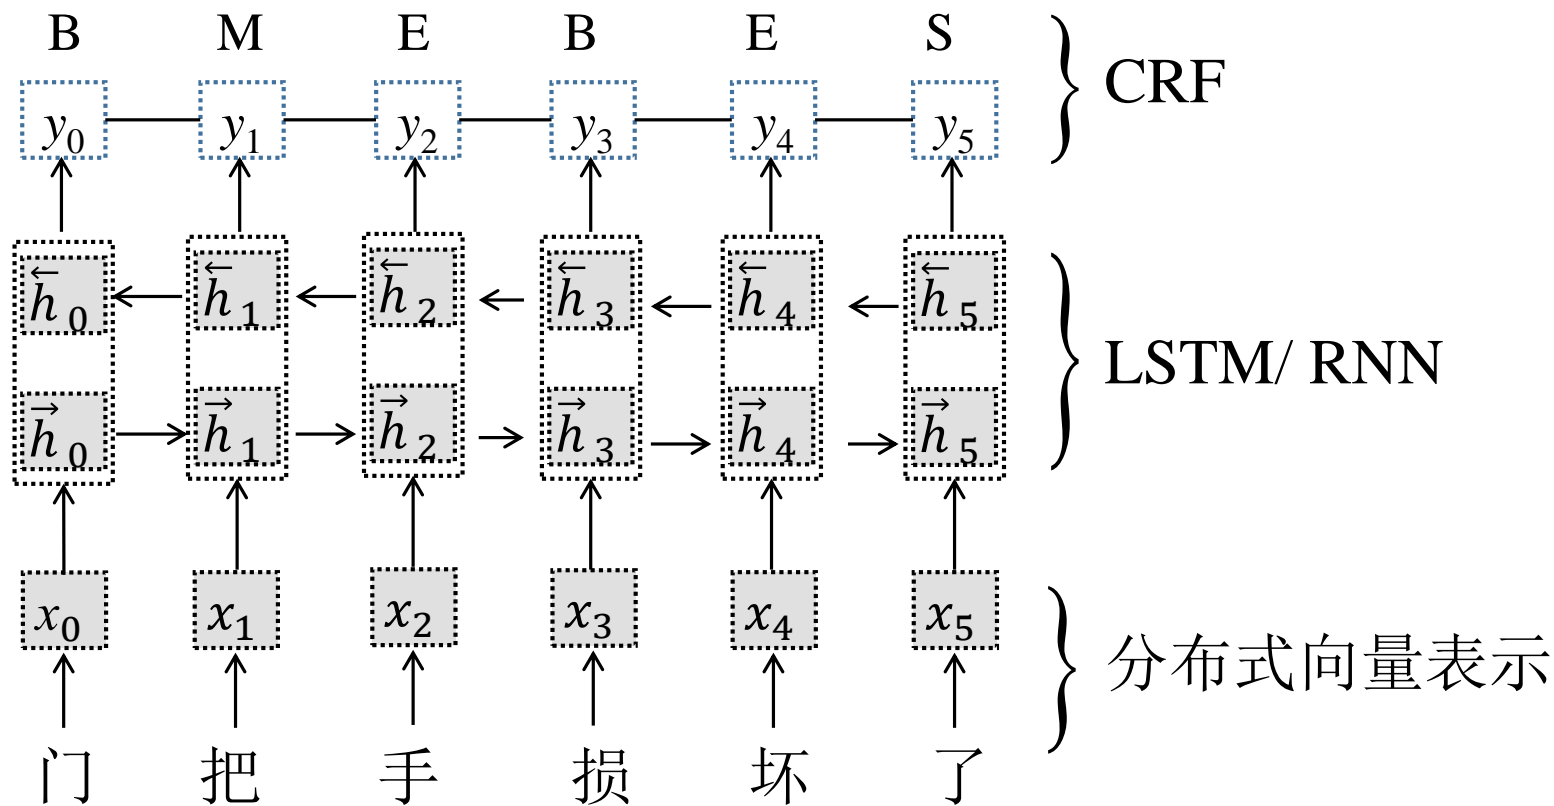 B M E B E S
CRF
y₀ y₁ y₂ y₃ y₄ y₅
←h₀ ←h₁ ←h₂ ←h₃ ←h₄ ←h₅
LSTM/ RNN
→h₀ →h₁ →h₂ →h₃ →h₄ →h₅
x₀ x₁ x₂ x₃ x₄ x₅
分布式向量表示
门 把 手 损 坏 了